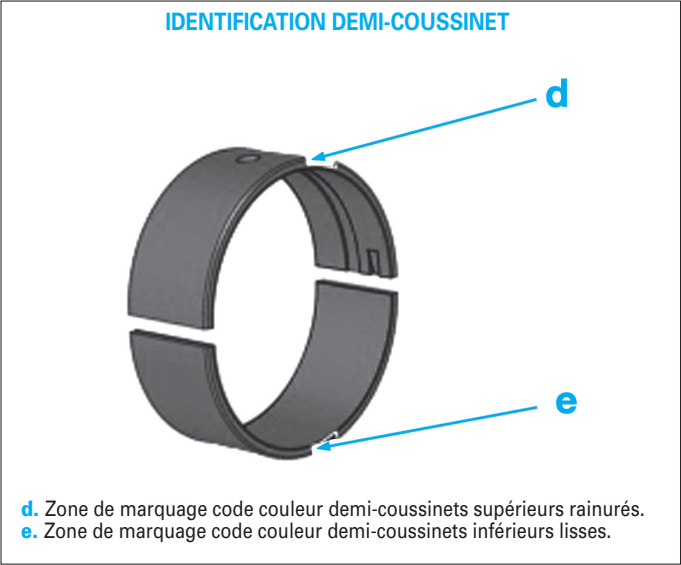 IDENTIFICATION DEMI-COUSSINET
d
e
d. Zone de marquage code couleur demi-coussinets supérieurs rainurés.
e. Zone de marquage code couleur demi-coussinets inférieurs lisses.